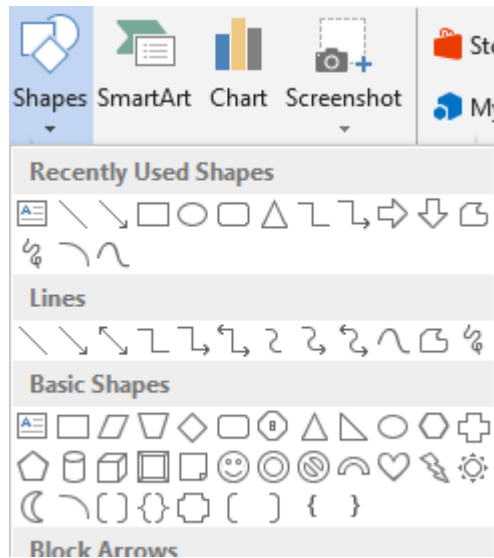 Shapes SmartArt Chart Screenshot
Recently Used Shapes
Lines
Basic Shapes
Block Arrows